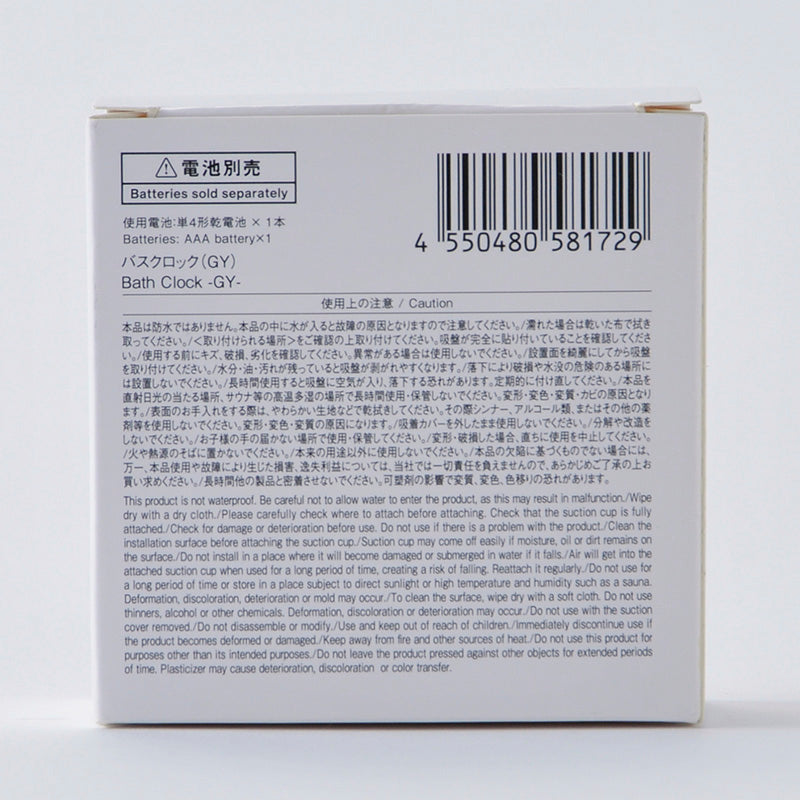 ⚠電池別売
Batteries sold separately
使用電池:単4形乾電池 × 1本
Batteries: AAA battery×1
バスクロック(GY)
Bath Clock -GY-
4 550480 581729
使用上の注意 / Caution
本品は防水ではありません。本品の中に水が入ると故障の原因となりますので注意してください。/濡れた場合は乾いた布で拭き
取ってください。/<取り付けられる場所>をご確認の上取り付けてください。吸盤が完全に貼り付いていることを確認してくださ
い。/使用する前にキズ、破損、劣化を確認してください。異常がある場合は使用しないでください。/設置面を綺麗にしてから吸盤
を取り付けてください。/水分・油・汚れが残っていると吸盤が剥がれやすくなります。/落下により破損や水没の危険のある場所に
は設置しないでください。/長時間使用すると吸盤に空気が入り、落下する恐れがあります。定期的に付け直してください。/本品を
直射日光の当たる場所、サウナ等の高温多湿の場所で長時間使用・保管しないでください。変形・変色・変質・カビの原因となり
ます。/表面のお手入れをする際は、やわらかい生地などで乾拭きしてください。その際シンナー、アルコール類、またはその他の薬
剤等を使用しないでください。変形・変色・変質の原因になります。/吸着カバーを外したまま使用しないでください。/分解や改造を
しないでください。/お子様の手の届かない場所で使用・保管してください。/変形・破損した場合、直ちに使用を中止してください。
/火や熱源のそばに置かないでください。/本来の用途以外に使用しないでください。/本品の欠陥に基づくものでない場合には、
万一、本品使用や故障により生じた損害、逸失利益については、当社では一切責任を負えませんので、あらかじめご了承の上お
買い求めください。/長時間他の製品と密着させないでください。可塑剤の影響で変質、変色、色移りの恐れがあります。
This product is not waterproof. Be careful not to allow water to enter the product, as this may result in malfunction./Wipe
dry with a dry cloth./Please carefully check where to attach before attaching. Check that the suction cup is fully
attached./Check for damage or deterioration before use. Do not use if there is a problem with the product./Clean the
installation surface before attaching the suction cup./Suction cup may come off easily if moisture, oil or dirt remains on
the surface./Do not install in a place where it will become damaged or submerged in water if it falls./Air will get into the
attached suction cup when used for a long period of time, creating a risk of falling. Reattach it regularly./Do not use for
a long period of time or store in a place subject to direct sunlight or high temperature and humidity such as a sauna.
Deformation, discoloration, deterioration or mold may occur./To clean the surface, wipe dry with a soft cloth. Do not use
thinners, alcohol or other chemicals. Deformation, discoloration or deterioration may occur./Do not use with the suction
cover removed./Do not disassemble or modify./Use and keep out of reach of children./Immediately discontinue use if
the product becomes deformed or damaged./Keep away from fire and other sources of heat./Do not use this product for
purposes other than its intended purposes./Do not leave the product pressed against other objects for extended periods
of time. Plasticizer may cause deterioration, discoloration or color transfer.